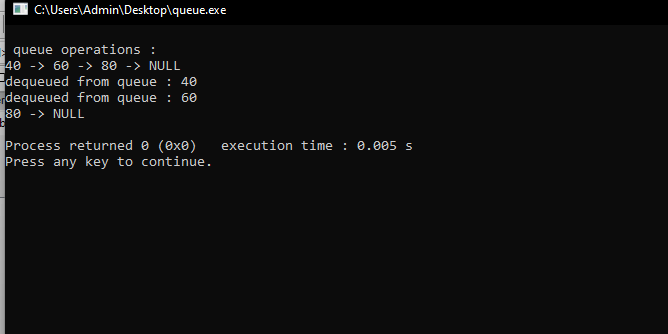 C:\Users\Admin\Desktop\queue.exe
queue operations :
40 -> 60 -> 80 -> NULL
dequeued from queue : 40
dequeued from queue : 60
80 -> NULL
Process returned 0 (0x0)   execution time : 0.005 s
Press any key to continue.